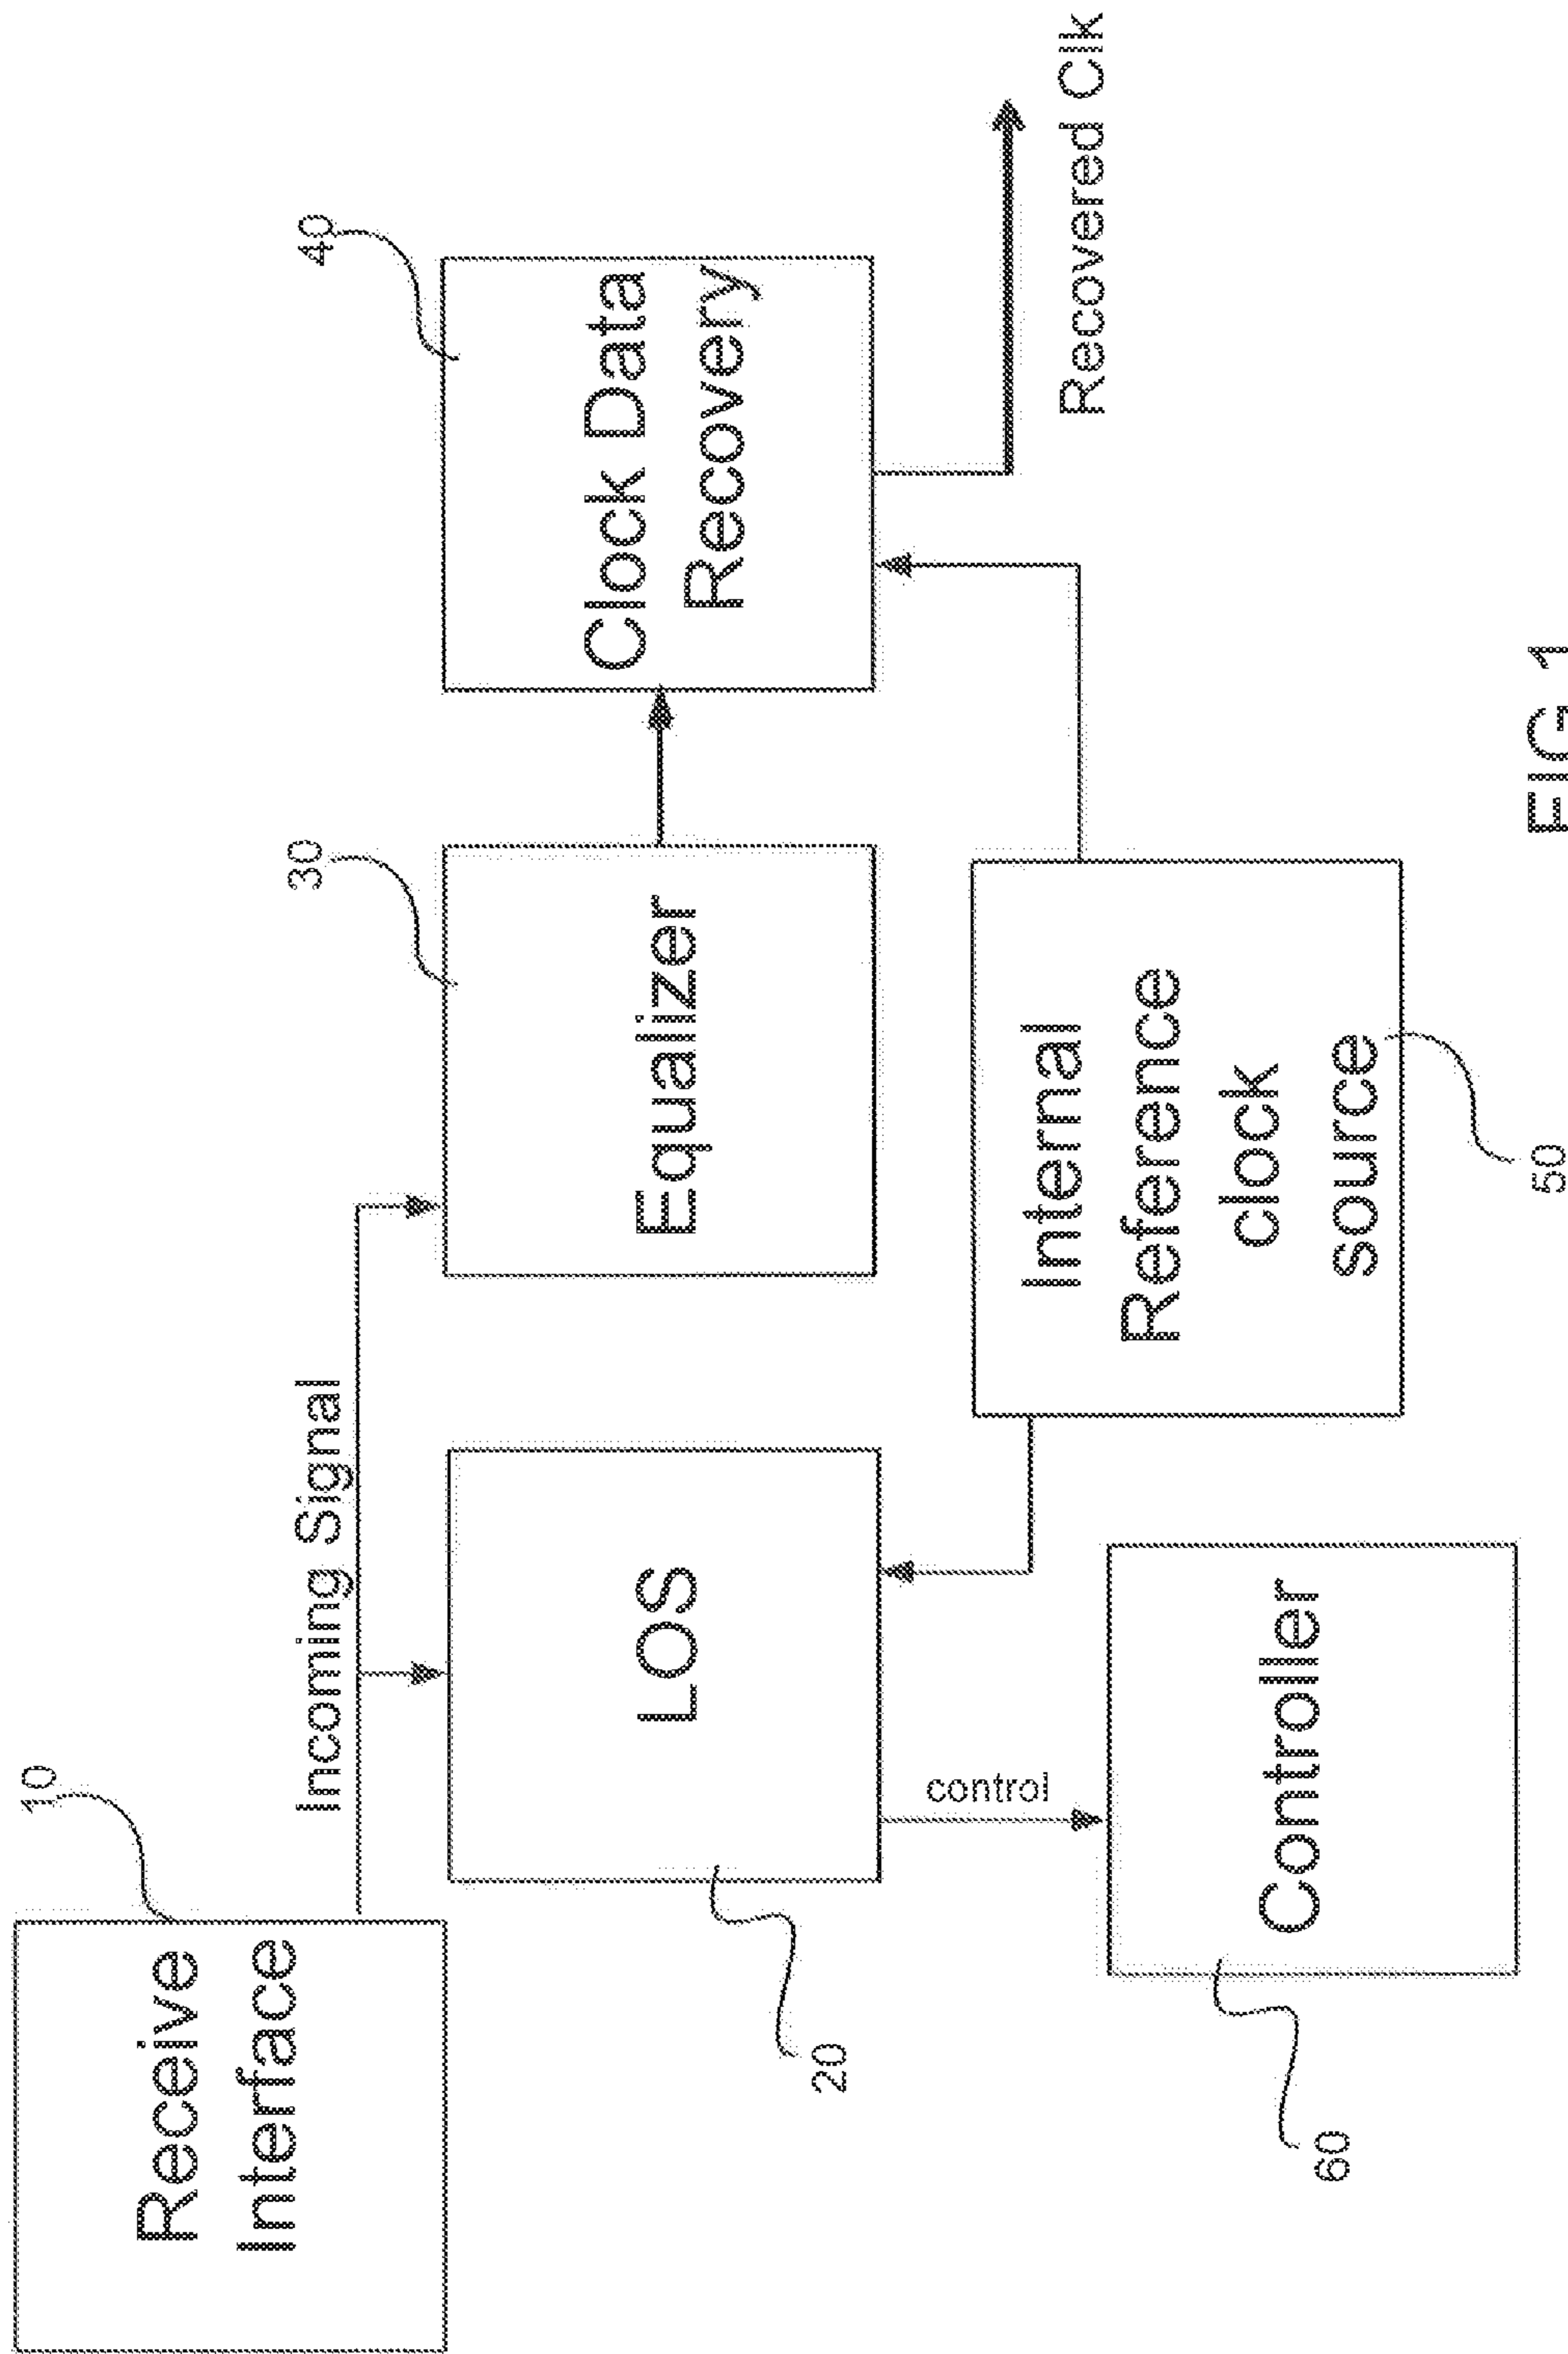 10
Receive
Interface
Incoming Signal
30
40
LOS
Equalizer
Clock Data
Recovery
20
control
Controller
60
Internal
Reference
clock
source
50
Recovered Clk
FIG 1